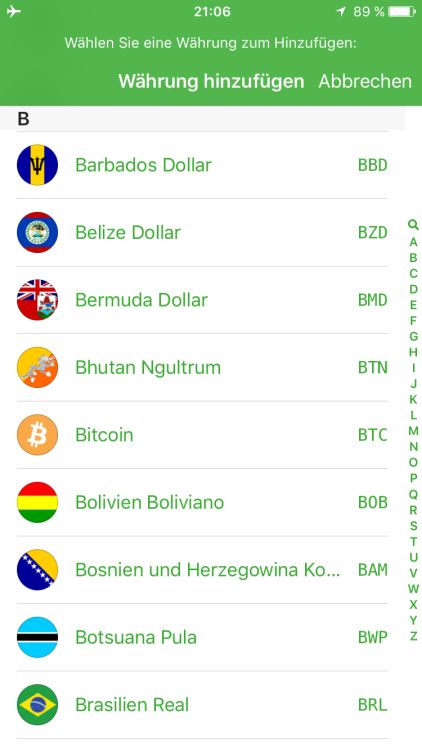 21:06
89 %
Wählen Sie eine Währung zum Hinzufügen:
Währung hinzufügen Abbrechen
B
Barbados Dollar BBD
Belize Dollar BZD
Bermuda Dollar BMD
Bhutan Ngultrum BTN
Bitcoin BTC
Bolivien Boliviano BOB
Bosnien und Herzegowina Ko... BAM
Botsuana Pula BWP
Brasilien Real BRL
A
B
C
D
E
F
G
H
I
J
K
L
M
N
O
P
Q
R
S
T
U
V
W
X
Y
Z